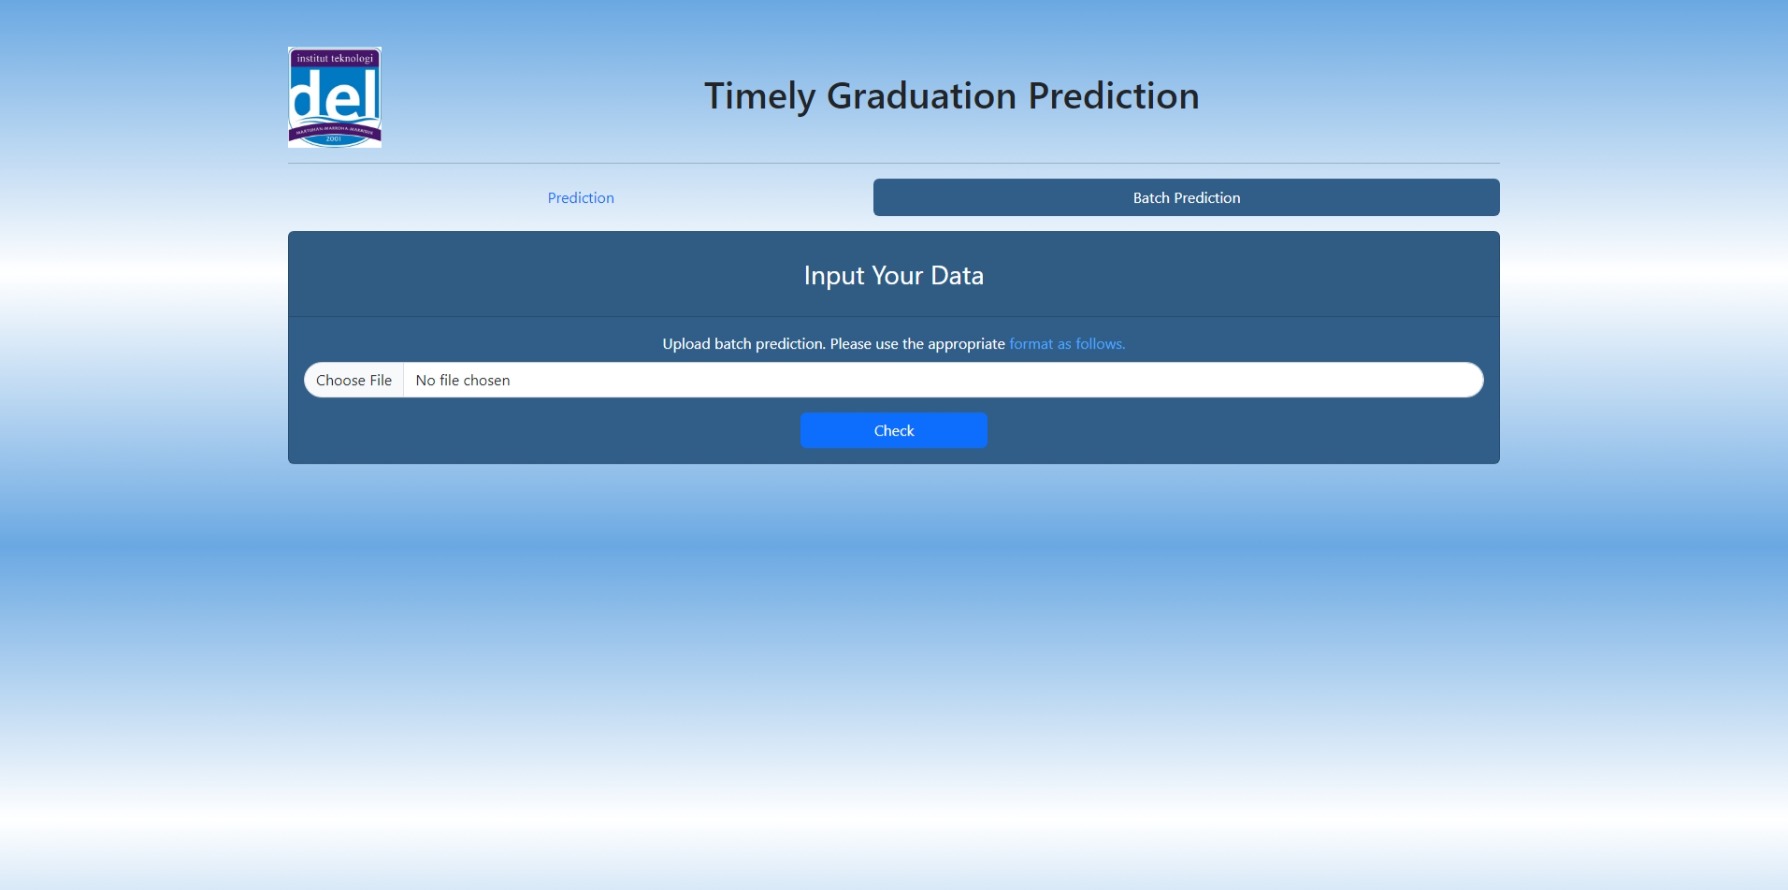 institut teknologi
del
2001
Timely Graduation Prediction
Prediction
Batch Prediction
Input Your Data
Upload batch prediction. Please use the appropriate format as follows.
Choose File
No file chosen
Check